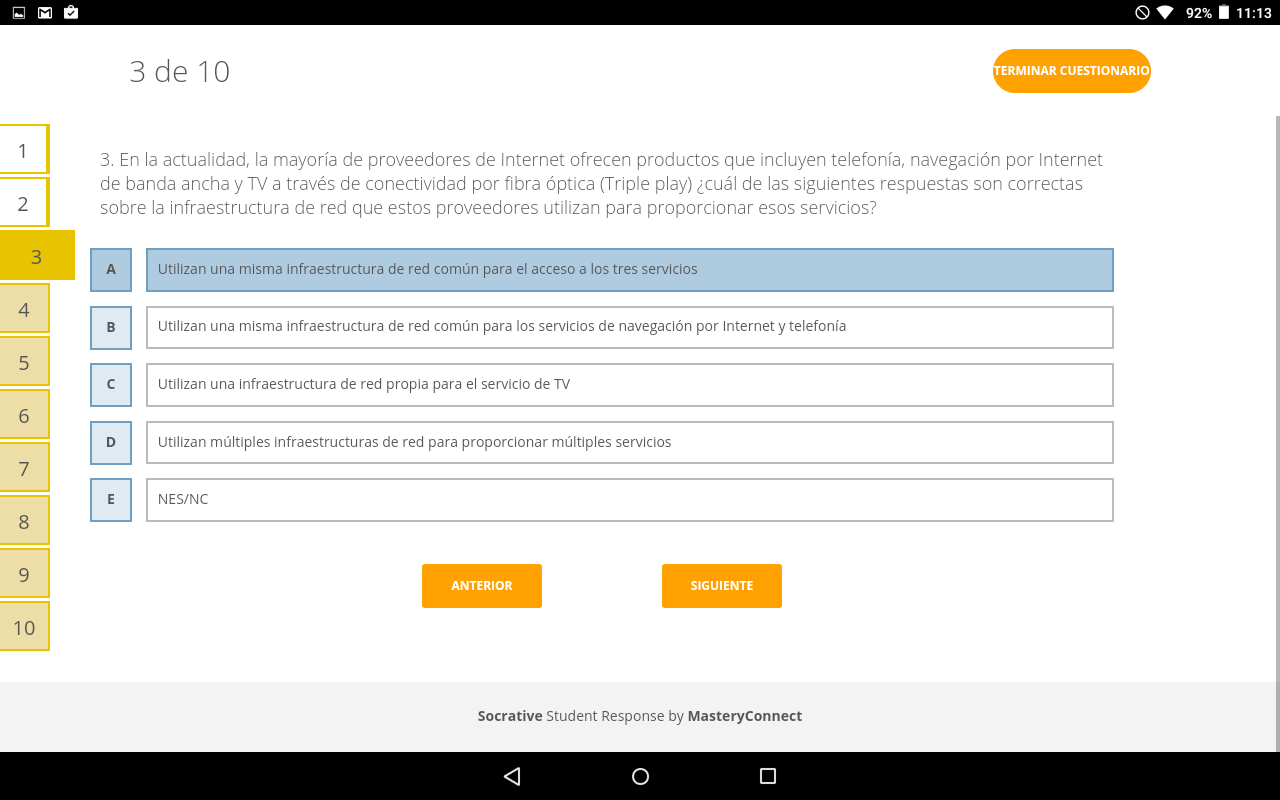 92% 11:13
3 de 10
TERMINAR CUESTIONARIO
1
2
3
4
5
6
7
8
9
10
3. En la actualidad, la mayoría de proveedores de Internet ofrecen productos que incluyen telefonía, navegación por Internet
de banda ancha y TV a través de conectividad por fibra óptica (Triple play) ¿cuál de las siguientes respuestas son correctas
sobre la infraestructura de red que estos proveedores utilizan para proporcionar esos servicios?
A Utilizan una misma infraestructura de red común para el acceso a los tres servicios
B Utilizan una misma infraestructura de red común para los servicios de navegación por Internet y telefonía
C Utilizan una infraestructura de red propia para el servicio de TV
D Utilizan múltiples infraestructuras de red para proporcionar múltiples servicios
E NES/NC
ANTERIOR SIGUIENTE
Socrative Student Response by MasteryConnect